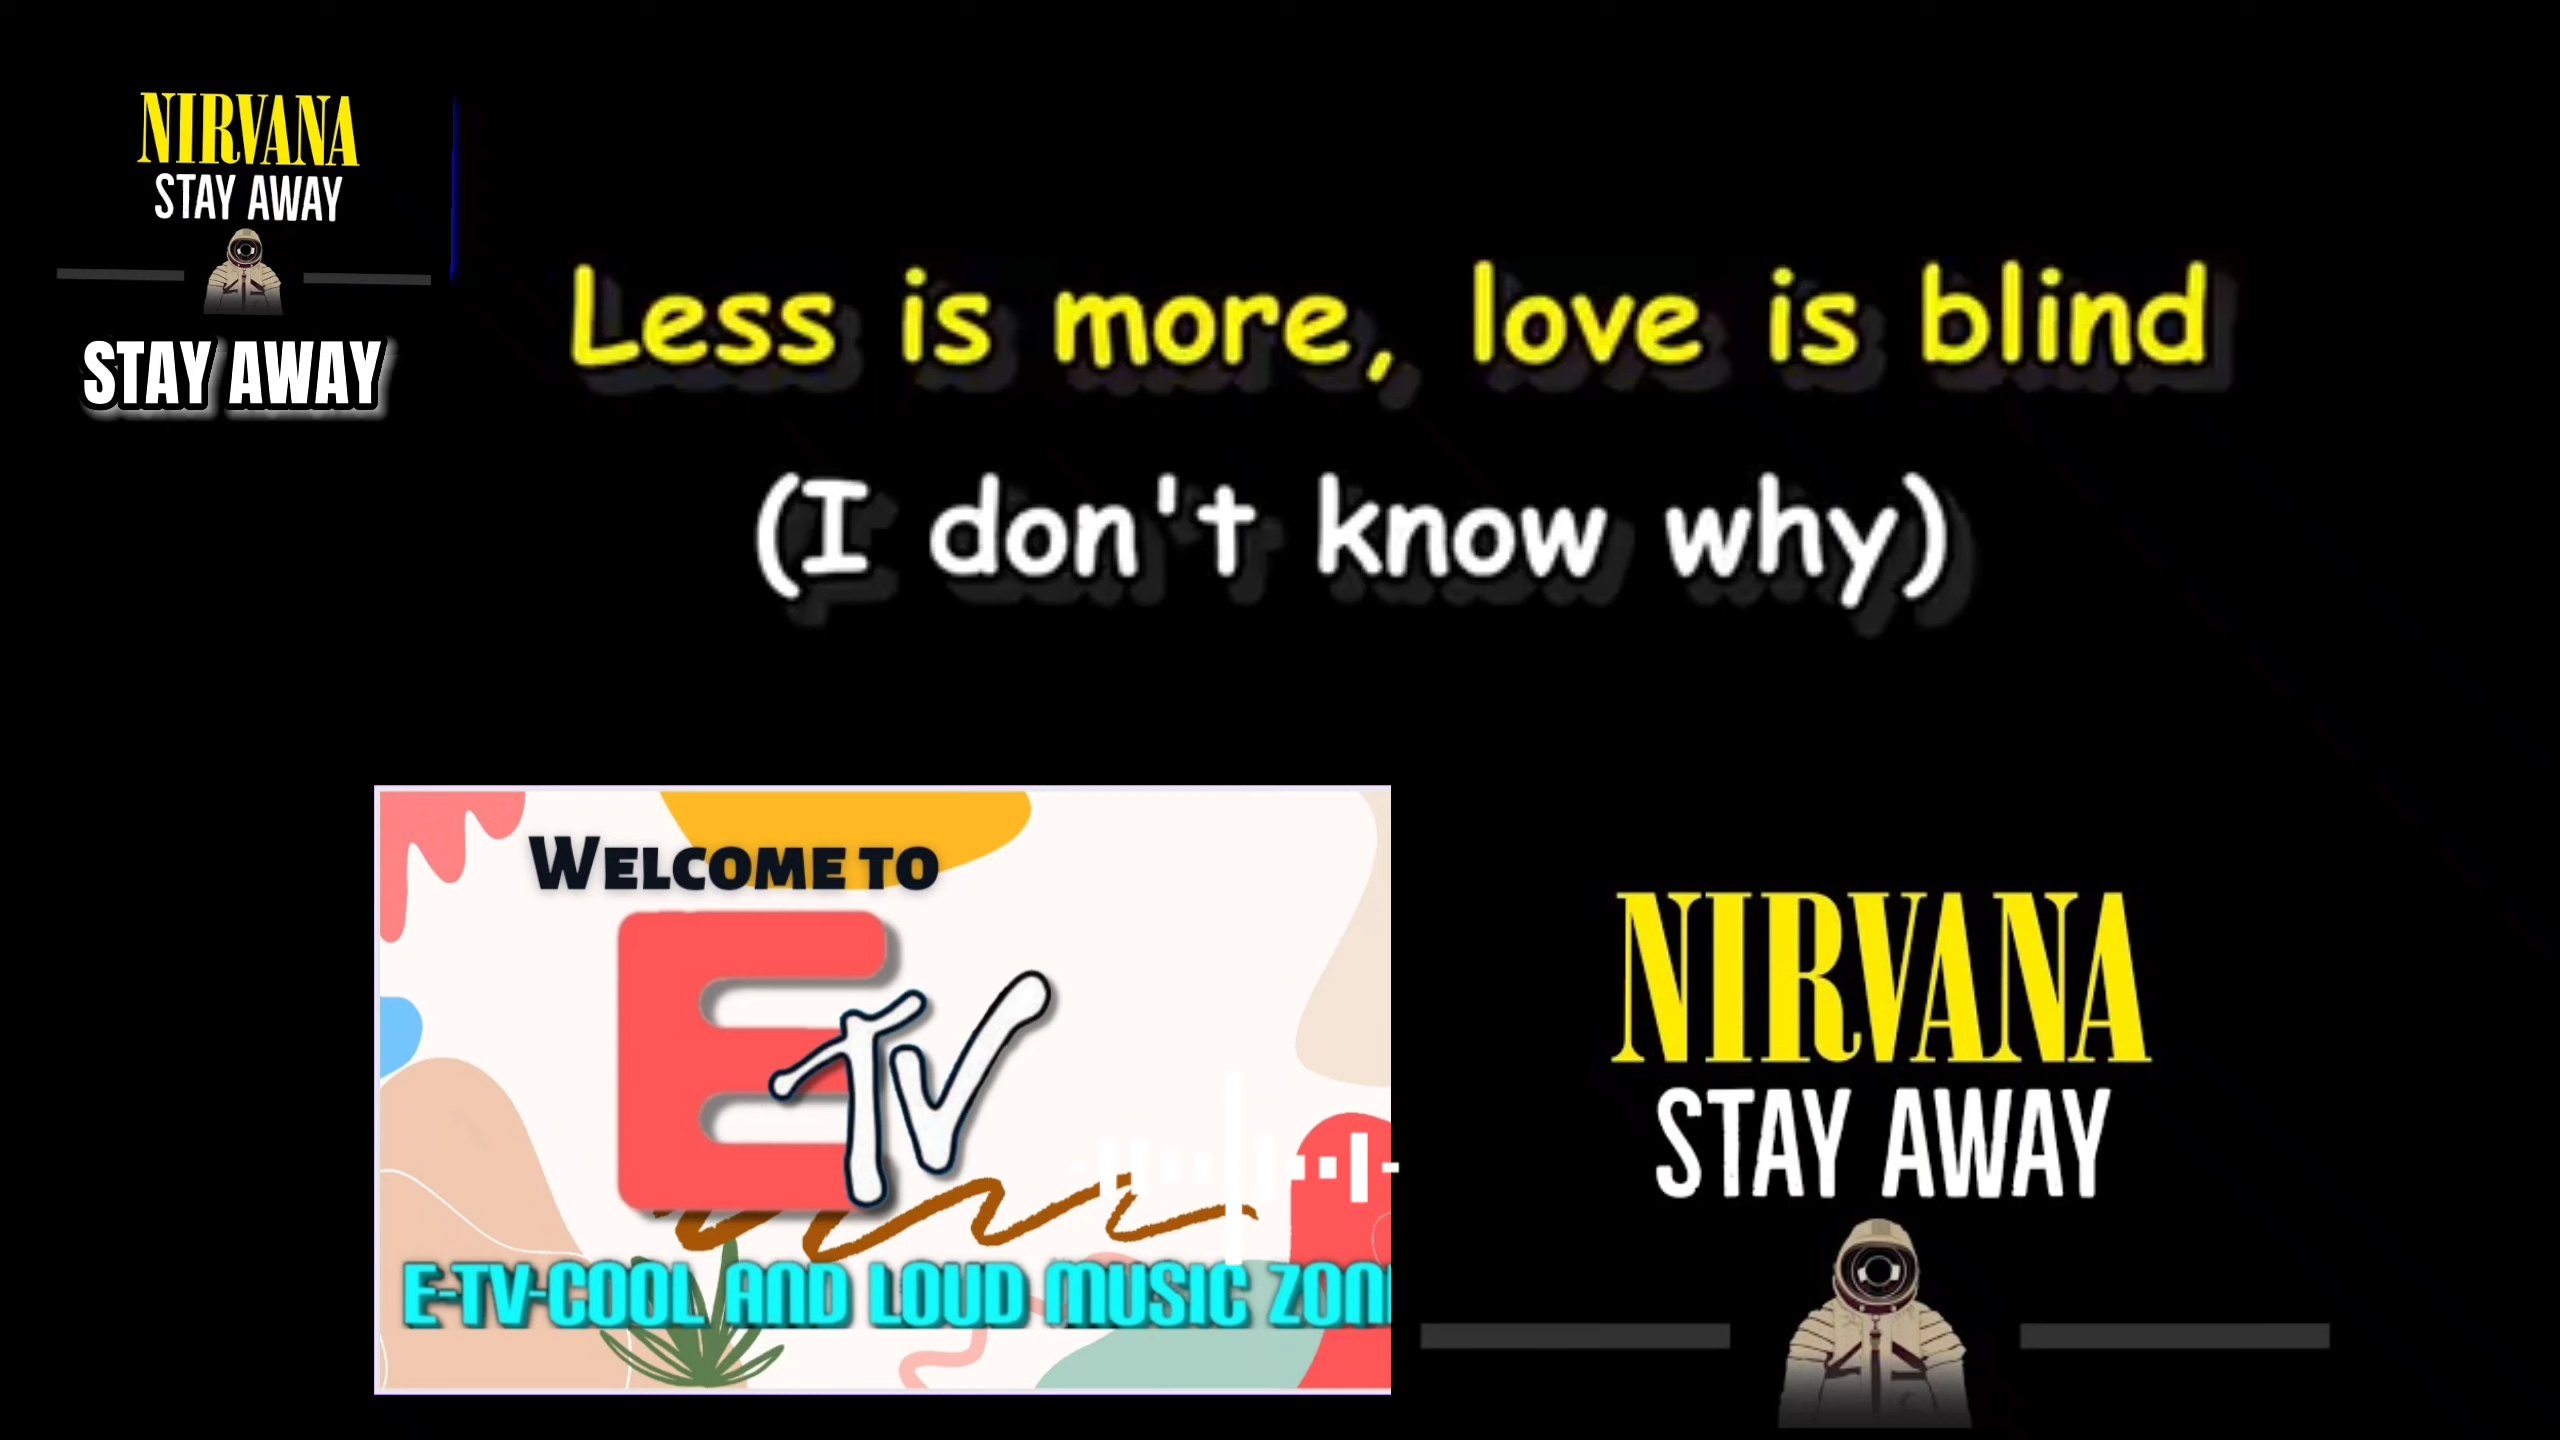 NIRVANA
STAY AWAY
STAY AWAY
Less is more, love is blind
(I don't know why)
WELCOME TO
ETV
E-TV-COOL AND LOUD MUSIC ZON
NIRVANA
STAY AWAY